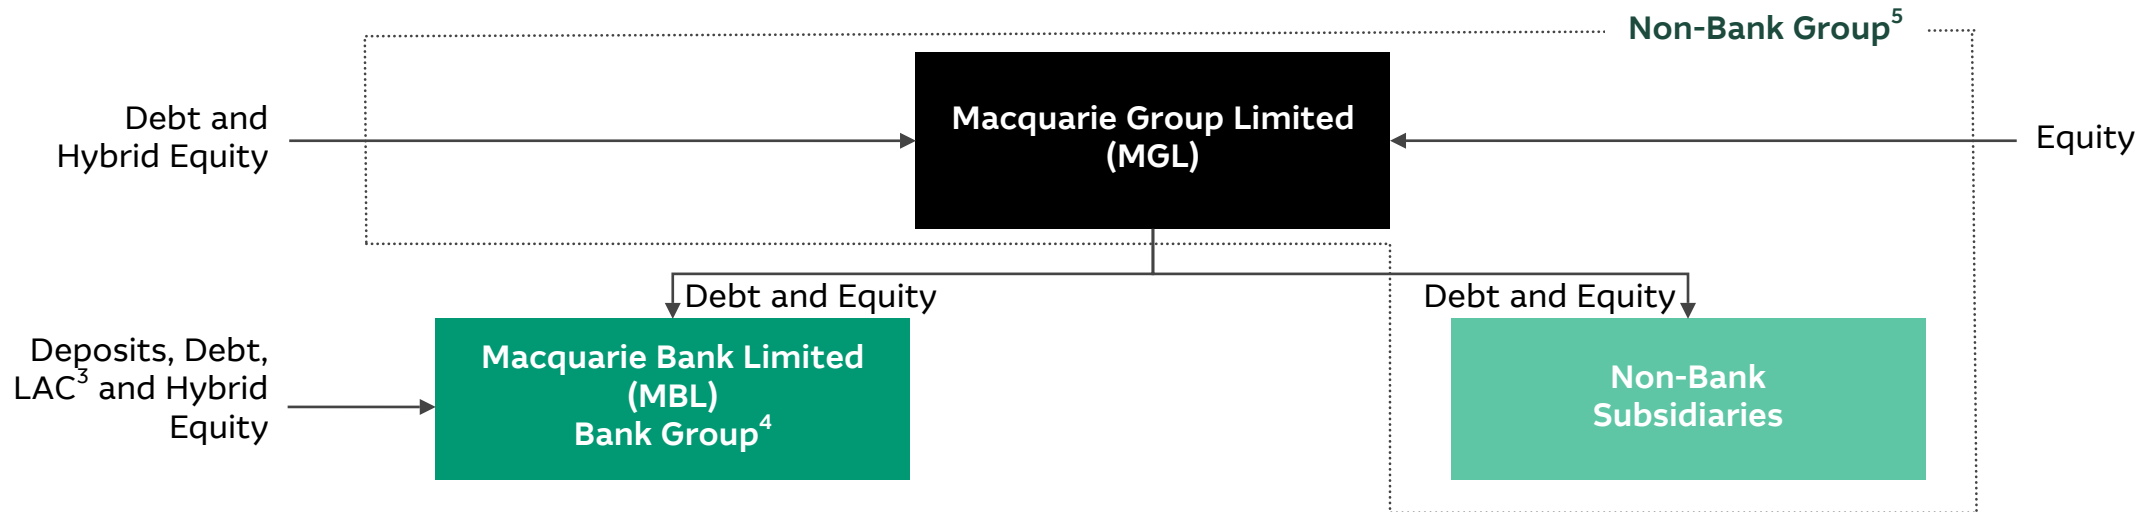 Non-Bank Group⁵
Debt and
Hybrid Equity
Macquarie Group Limited
(MGL)
Equity
Debt and Equity
Debt and Equity
Deposits, Debt,
LAC³ and Hybrid
Equity
Macquarie Bank Limited
(MBL)
Bank Group⁴
Non-Bank
Subsidiaries